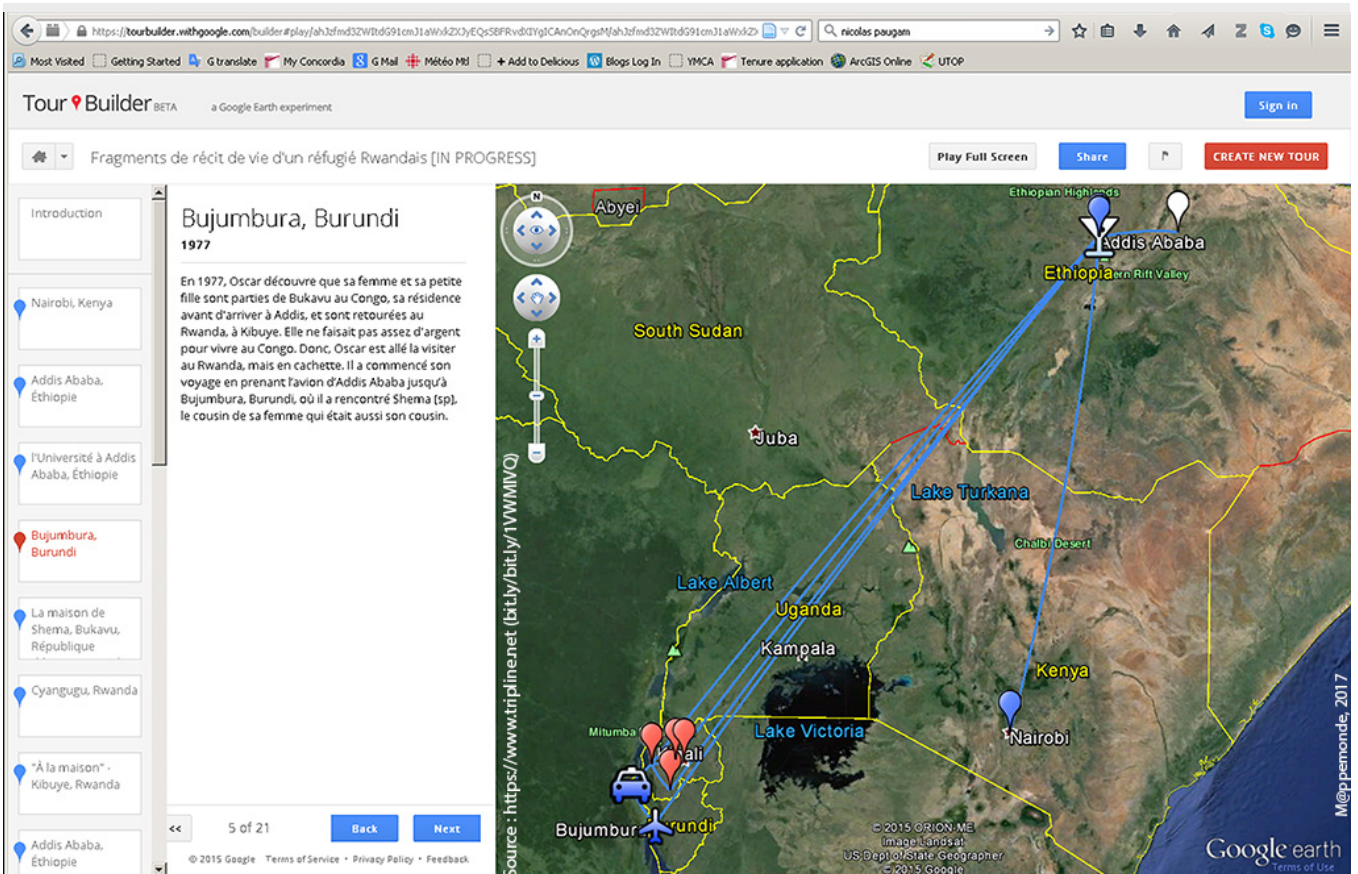 https://tourbuilder.withgoogle.com/builder#play/
nicolas paugam
Most Visited
Getting Started
G translate
My Concordia
G Mail
Météo Mtl
+ Add to Delicious
Blogs Log In
YMCA
Tenure application
ArcGIS Online
UTOP
Tour Builder BETA
a Google Earth experiment
Sign in
Fragments de récit de vie d'un réfugié Rwandais [IN PROGRESS]
Play Full Screen
Share
CREATE NEW TOUR
Introduction
Nairobi, Kenya
Addis Ababa,
Éthiopie
l'Université à Addis
Ababa, Éthiopie
Bujumbura,
Burundi
La maison de
Shema, Bukavu,
République
Cyangugu, Rwanda
"À la maison" -
Kibuye, Rwanda
Addis Ababa,
Éthiopie
Bujumbura, Burundi
1977
En 1977, Oscar découvre que sa femme et sa petite
fille sont parties de Bukavu au Congo, sa résidence
avant d'arriver à Addis, et sont retournées au
Rwanda, à Kibuye. Elle ne faisait pas assez d'argent
pour vivre au Congo. Donc, Oscar est allé la visiter
au Rwanda, mais en cachette. Il a commencé son
voyage en prenant l'avion d'Addis Ababa jusqu'à
Bujumbura, Burundi, où il a rencontré Shema [sp],
le cousin de sa femme qui était aussi son cousin.
<< 5 of 21
Back
Next
© 2015 Google Terms of Service • Privacy Policy • Feedback
N
Abyei
Ethiopian Highlands
Addis Ababa
Ethiopia
ern Rift Valley
South Sudan
Juba
Lake Turkana
Chalbi Desert
Lake Albert
Uganda
Kampala
Kenya
Mitumba
Lake Victoria
Nairobi
Bujumbur
© 2015 ORION-ME
Image Landsat
US Dept of State Geographer
© 2015 Google
Google earth
Terms of Use
Source : https://www.tripline.net (bit.ly/bit.ly/1VWMIVQ)
M@ppemonde, 2017